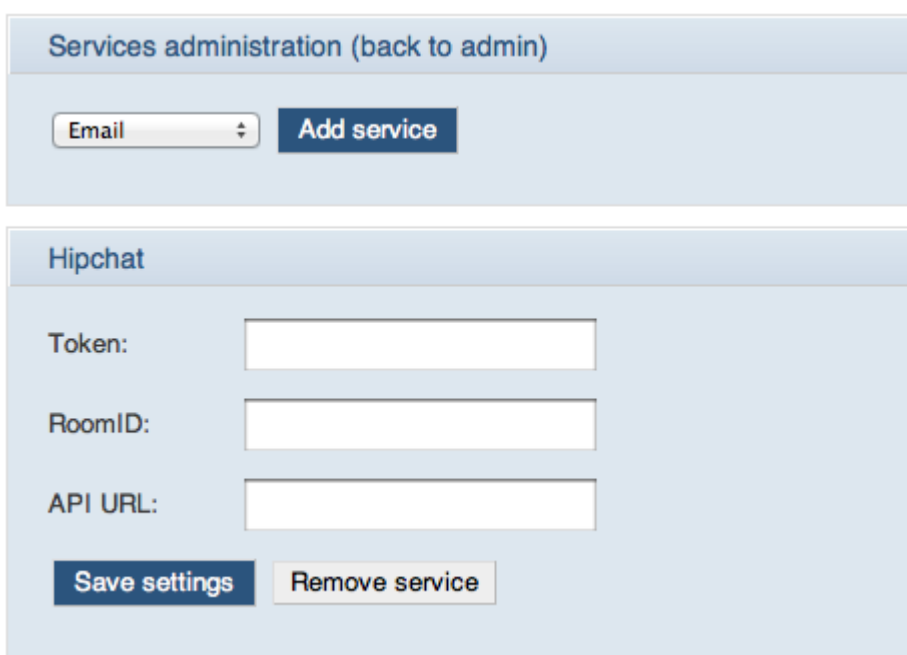 Services administration (back to admin)
Email Add service
Hipchat
Token:
RoomID:
API URL:
Save settings Remove service